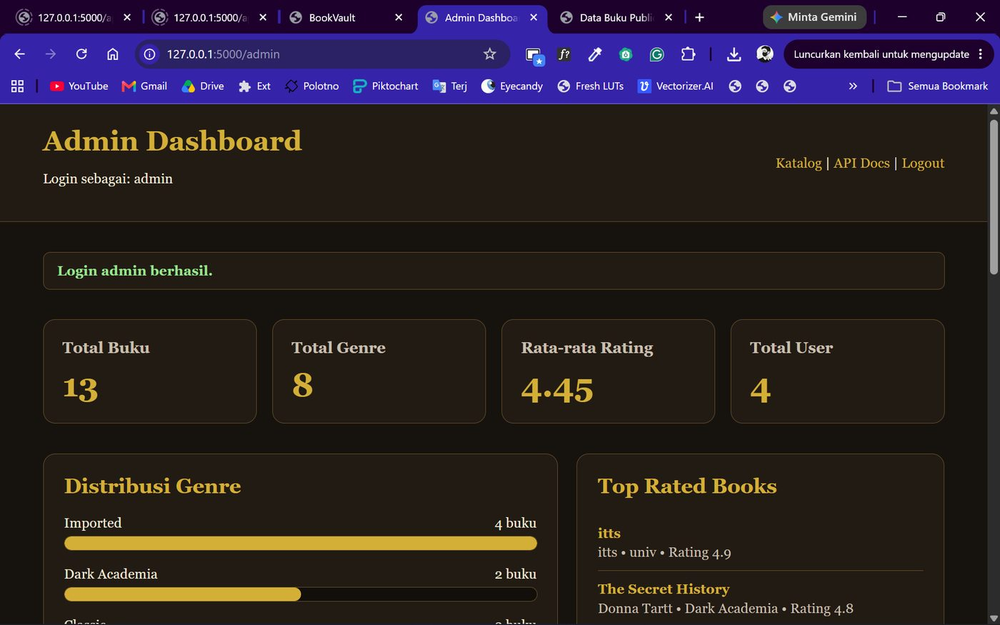 127.0.0.1:5000/a
127.0.0.1:5000/a
BookVault
Admin Dashboa
Data Buku Publi
Minta Gemini
127.0.0.1:5000/admin
Luncurkan kembali untuk mengupdate
YouTube
Gmail
Drive
Ext
Polotno
Piktochart
Terj
Eyecandy
Fresh LUTs
Vectorizer.AI
Semua Bookmark
Admin Dashboard
Login sebagai: admin
Katalog | API Docs | Logout
Login admin berhasil.
Total Buku
13
Total Genre
8
Rata-rata Rating
4.45
Total User
4
Distribusi Genre
Imported 4 buku
Dark Academia 2 buku
Classic 2 buku
Top Rated Books
itts
itts • univ • Rating 4.9
The Secret History
Donna Tartt • Dark Academia • Rating 4.8